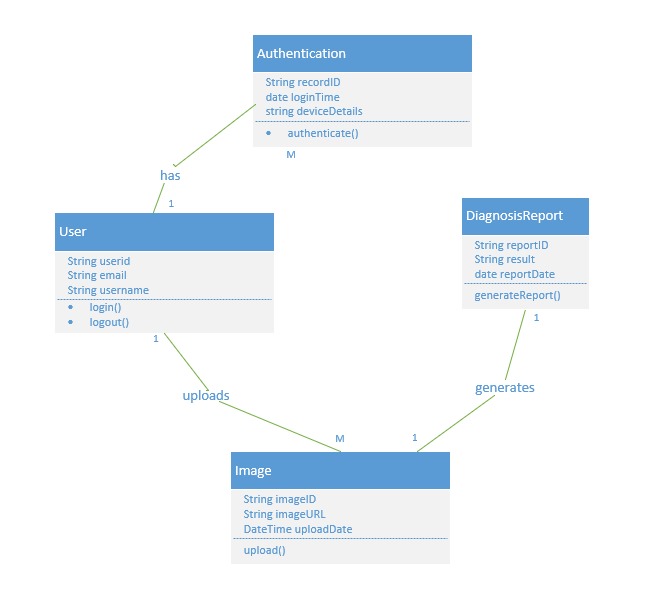 Authentication
String recordID
date loginTime
string deviceDetails
• authenticate()
M
has
1
User
String userid
String email
String username
• login()
• logout()
1
DiagnosisReport
String reportID
String result
date reportDate
generateReport()
1
uploads
generates
M
1
Image
String imageID
String imageURL
DateTime uploadDate
upload()